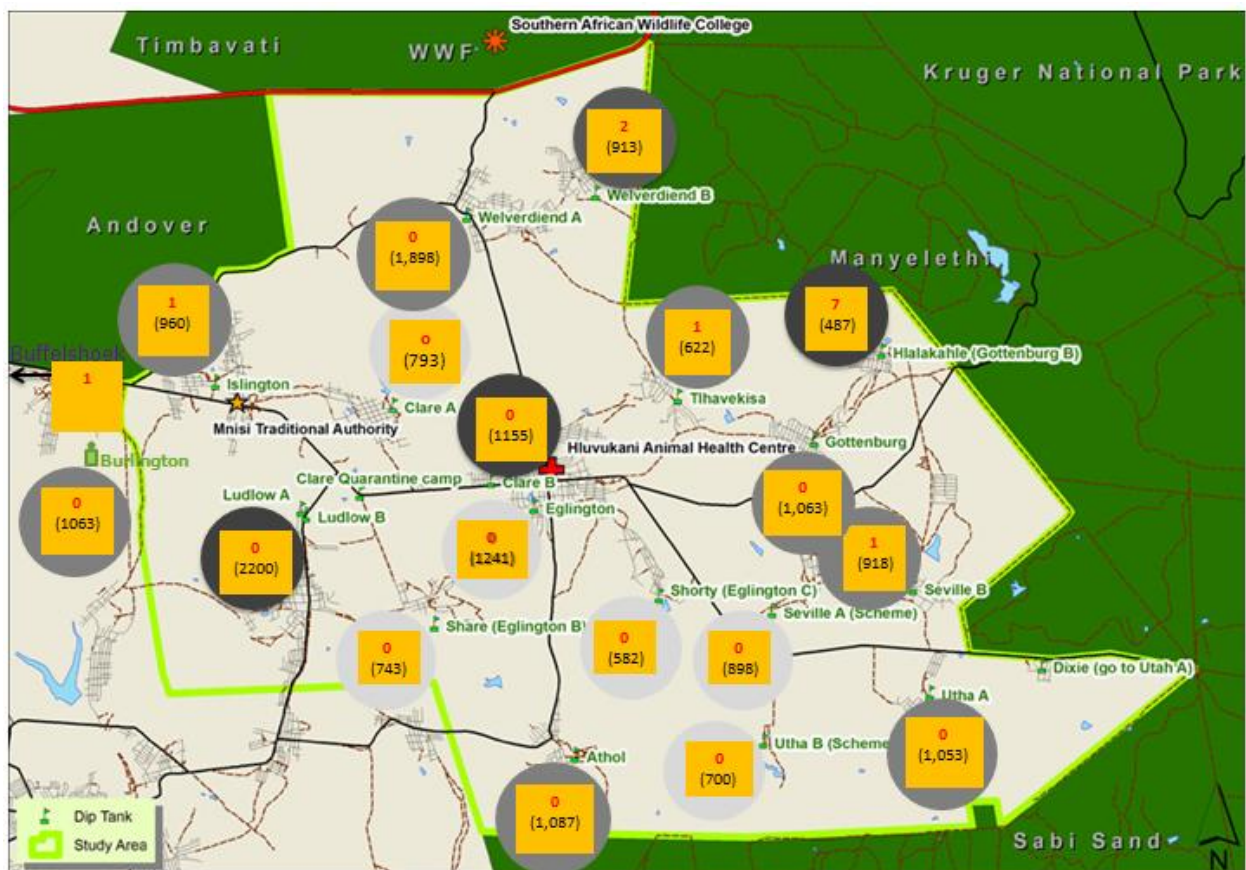 Southern African Wildlife College
Timbavati
WWF
Kruger National Park
2
(913)
Welverdiend B
Welverdiend A
Andover
0
(1,898)
Manyelethi
1
(960)
7
(487)
1
(622)
0
(793)
Buffelshoek
Hlalakahle (Gottenburg B)
1
Islington
Tlhavekisa
Clare A
0
(1155)
Mnisi Traditional Authority
Hluvukani Animal Health Centre
Gottenburg
Burlington
Clare Quarantine camp
Clare B
0
(1063)
Ludlow A
Ludlow B
Eglington
0
(1,063)
0
(2200)
0
(1241)
1
(918)
Shorty (Eglington C)
Seville B
Seville A (Scheme)
Share (Eglington B)
0
(743)
0
(582)
0
(898)
Dixie (go to Utah A)
Utha A
0
(1,053)
Utha B (Scheme
Athol
0
(700)
0
(1,087)
Dip Tank
Study Area
Sabi Sand
N